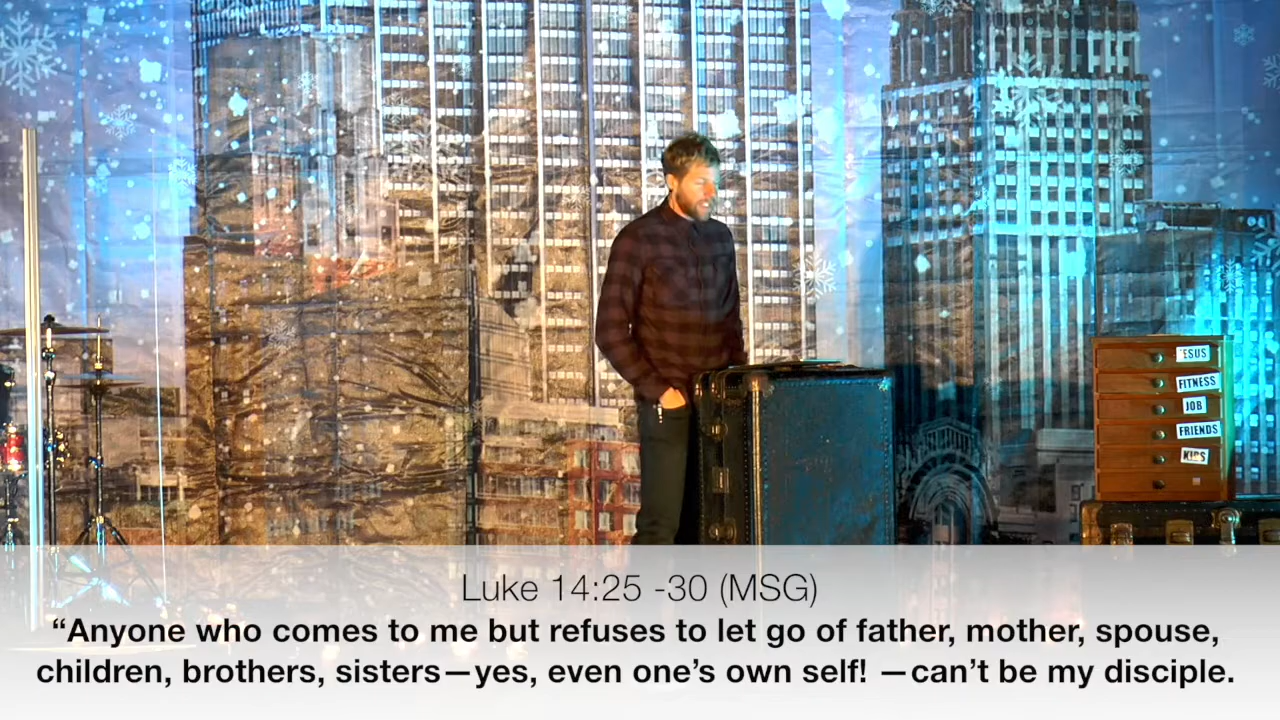 JESUS
FITNESS
JOB
FRIENDS
KIDS
Luke 14:25 -30 (MSG)
“Anyone who comes to me but refuses to let go of father, mother, spouse,
children, brothers, sisters—yes, even one’s own self! —can’t be my disciple.